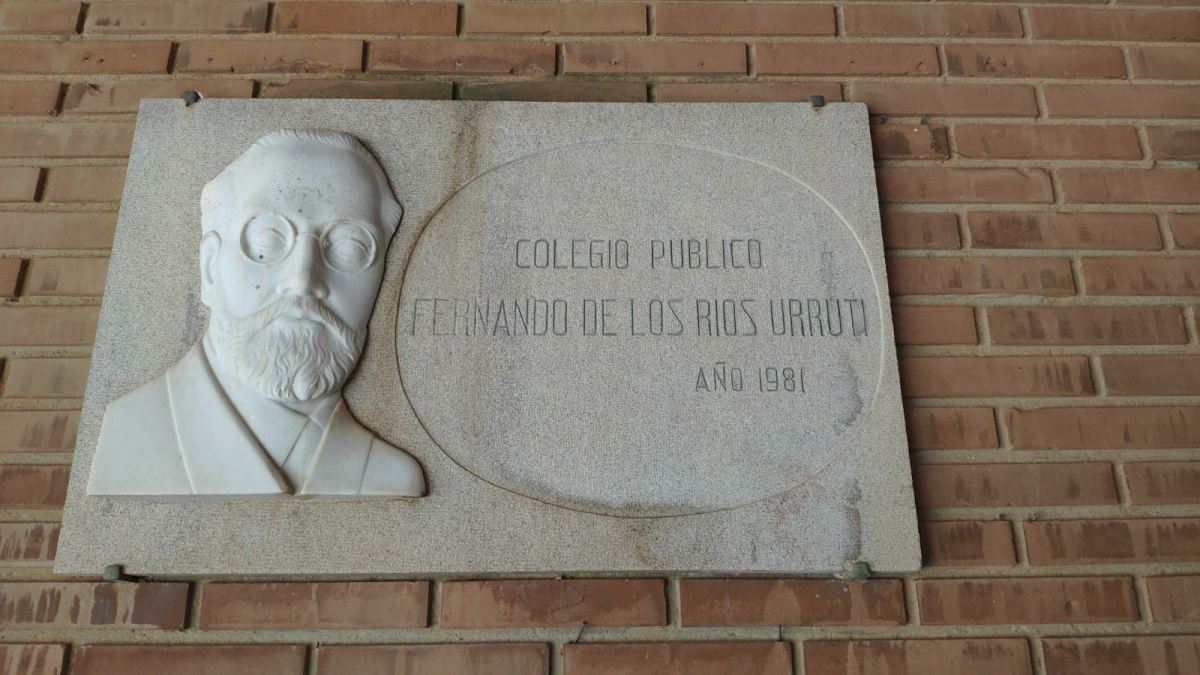 COLEGIO PUBLICO
FERNANDO DE LOS RIOS URRUTI
AÑO 1981